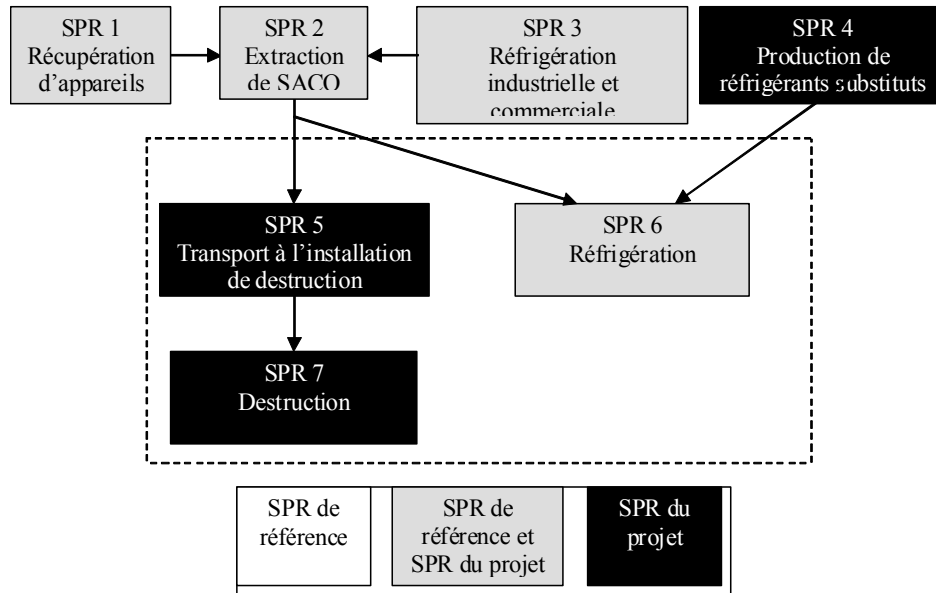 SPR 1
Récupération
d'appareils
SPR 2
Extraction
de SACO
SPR 3
Réfrigération
industrielle et
commerciale
SPR 4
Production de
réfrigérants substituts
SPR 5
Transport à l'installation
de destruction
SPR 6
Réfrigération
SPR 7
Destruction
SPR de
référence
SPR de
référence et
SPR du projet
SPR du
projet